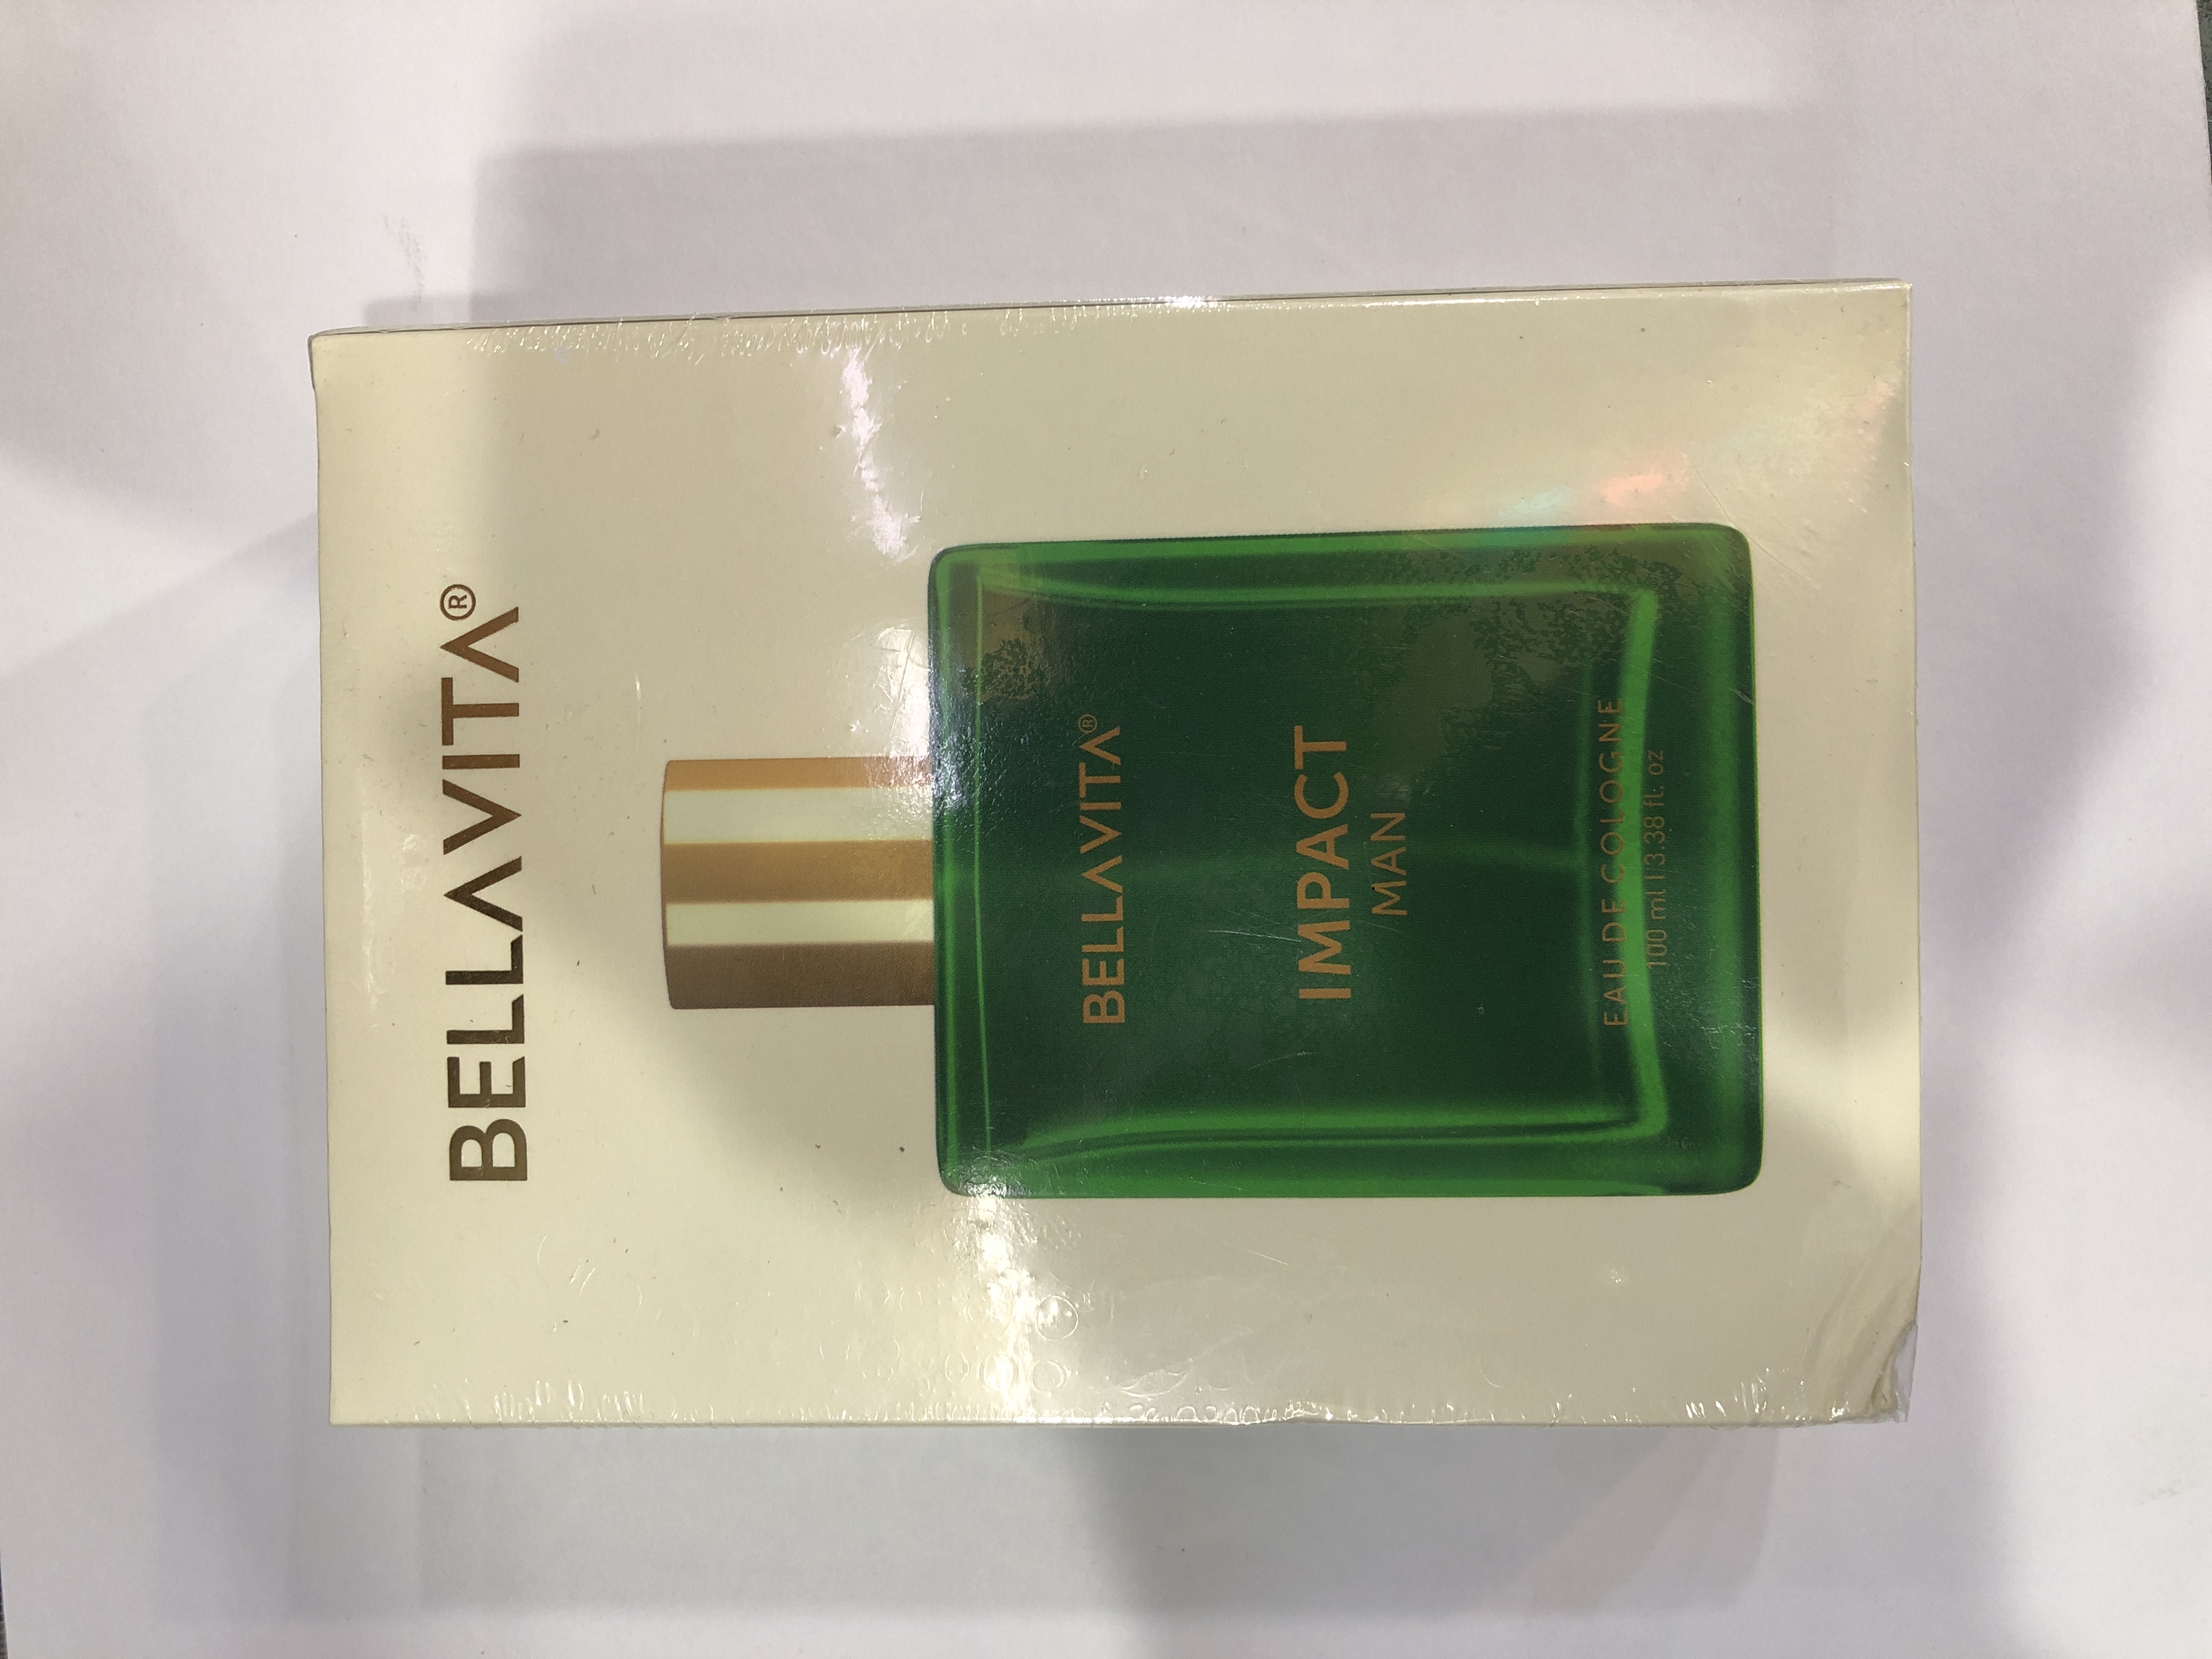 BELLAVITA®
BELLAVITA®
IMPACT
MAN
EAU DE COLOGNE
100 ml | 3.38 fl. oz